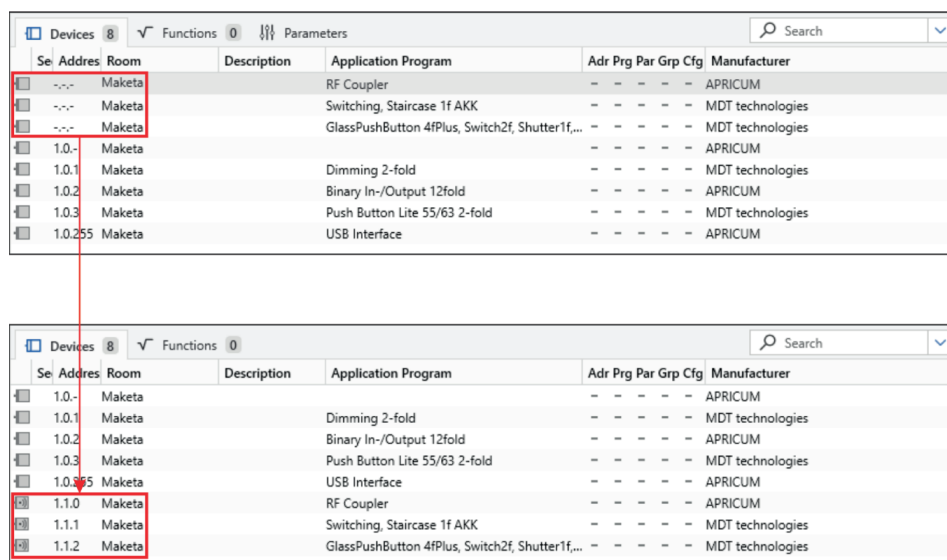 Devices 8 Functions 0 Parameters Search
Se Addres Room Description Application Program Adr Prg Par Grp Cfg Manufacturer
-.-.- Maketa RF Coupler - - - - - APRICUM
-.-.- Maketa Switching, Staircase 1f AKK - - - - - MDT technologies
-.-.- Maketa GlassPushButton 4fPlus, Switch2f, Shutter1f,... - - - - - MDT technologies
1.0.- Maketa - - - - - APRICUM
1.0.1 Maketa Dimming 2-fold - - - - - MDT technologies
1.0.2 Maketa Binary In-/Output 12fold - - - - - APRICUM
1.0.3 Maketa Push Button Lite 55/63 2-fold - - - - - MDT technologies
1.0.255 Maketa USB Interface - - - - - APRICUM
Devices 8 Functions 0 Search
Se Addres Room Description Application Program Adr Prg Par Grp Cfg Manufacturer
1.0.- Maketa - - - - - APRICUM
1.0.1 Maketa Dimming 2-fold - - - - - MDT technologies
1.0.2 Maketa Binary In-/Output 12fold - - - - - APRICUM
1.0.3 Maketa Push Button Lite 55/63 2-fold - - - - - MDT technologies
1.0.255 Maketa USB Interface - - - - - APRICUM
1.1.0 Maketa RF Coupler - - - - - APRICUM
1.1.1 Maketa Switching, Staircase 1f AKK - - - - - MDT technologies
1.1.2 Maketa GlassPushButton 4fPlus, Switch2f, Shutter1f,... - - - - - MDT technologies